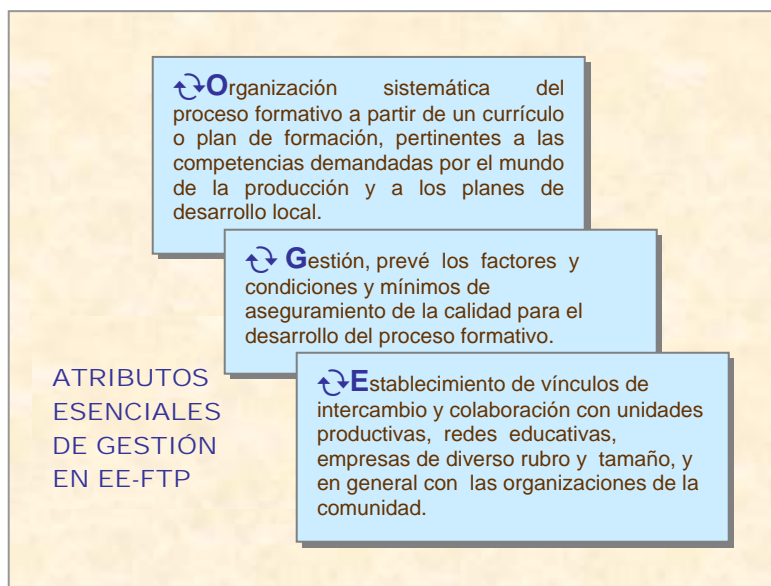 Organización sistemática del
proceso formativo a partir de un currículo
o plan de formación, pertinentes a las
competencias demandadas por el mundo
de la producción y a los planes de
desarrollo local.
Gestión, prevé los factores y
condiciones y mínimos de
aseguramiento de la calidad para el
desarrollo del proceso formativo.
Establecimiento de vínculos de
intercambio y colaboración con unidades
productivas, redes educativas,
empresas de diverso rubro y tamaño, y
en general con las organizaciones de la
comunidad.
ATRIBUTOS
ESENCIALES
DE GESTIÓN
EN EE-FTP